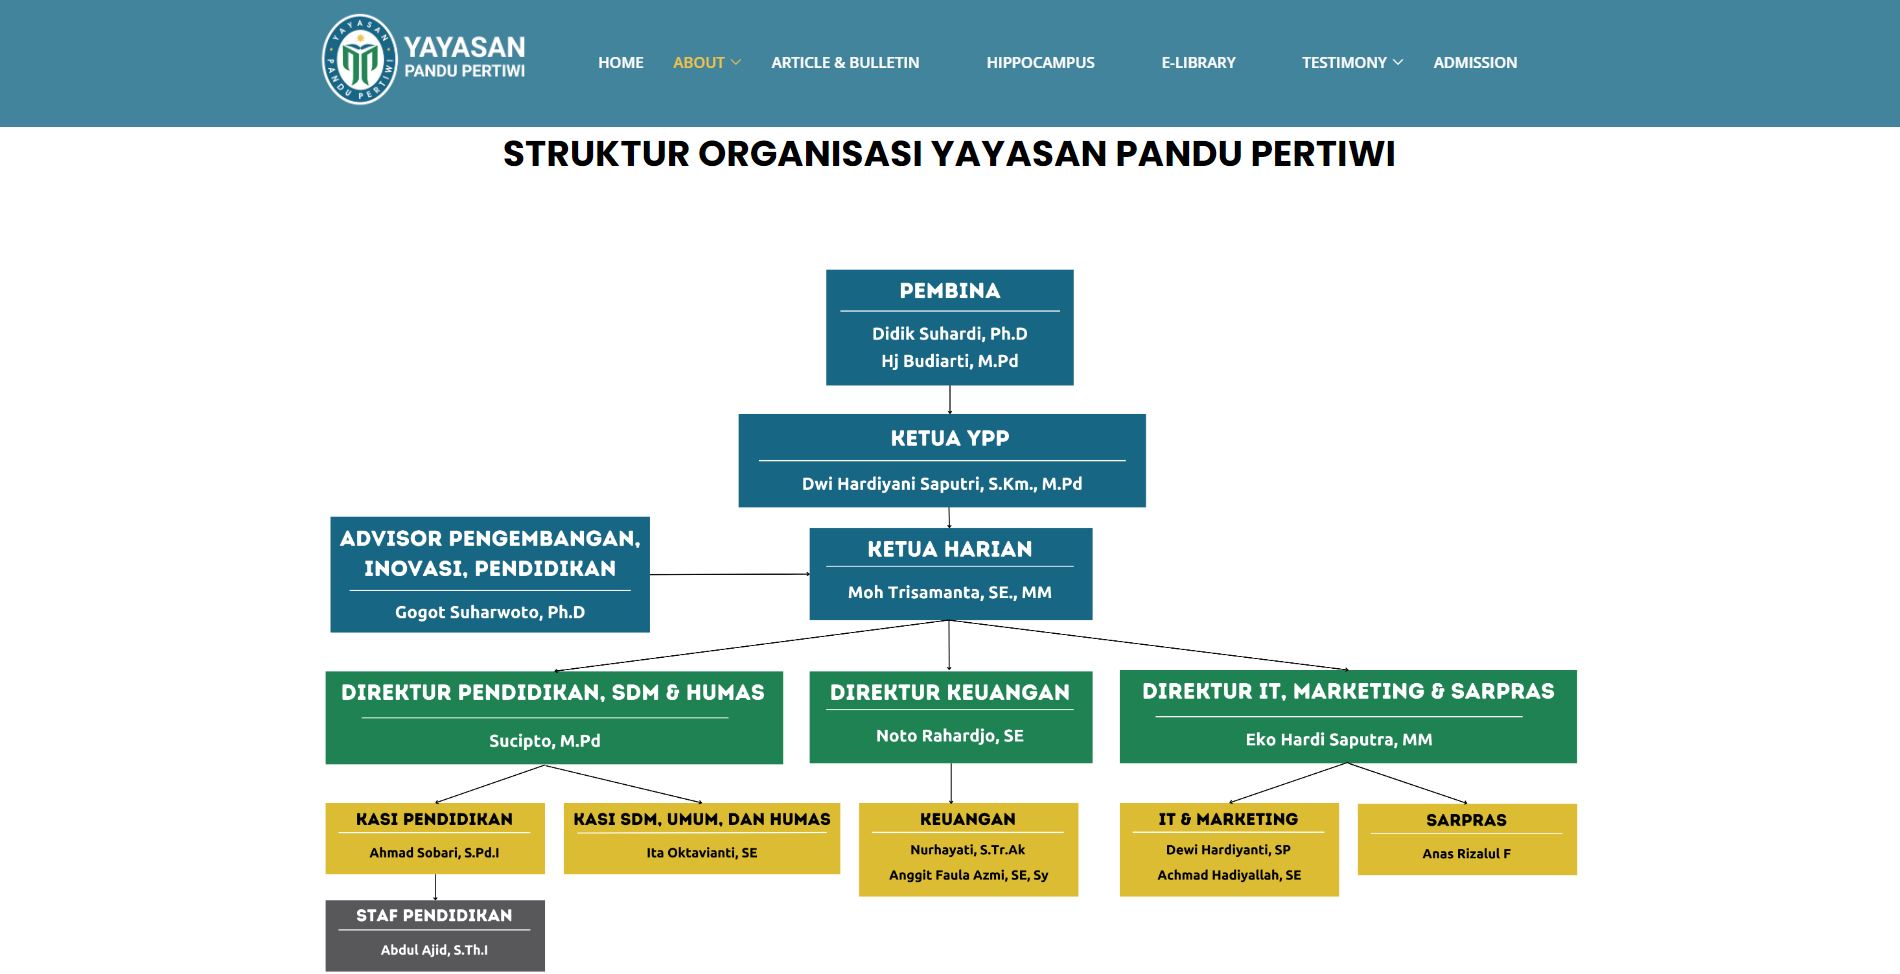 YAYASAN
PANDU PERTIWI
YAYASAN
PANDU PERTIWI
HOME
ABOUT
ARTICLE & BULLETIN
HIPPOCAMPUS
E-LIBRARY
TESTIMONY
ADMISSION
STRUKTUR ORGANISASI YAYASAN PANDU PERTIWI
PEMBINA
Didik Suhardi, Ph.D
Hj Budiarti, M.Pd
KETUA YPP
Dwi Hardiyani Saputri, S.Km., M.Pd
ADVISOR PENGEMBANGAN,
INOVASI, PENDIDIKAN
Gogot Suharwoto, Ph.D
KETUA HARIAN
Moh Trisamanta, SE., MM
DIREKTUR PENDIDIKAN, SDM & HUMAS
Sucipto, M.Pd
DIREKTUR KEUANGAN
Noto Rahardjo, SE
DIREKTUR IT, MARKETING & SARPRAS
Eko Hardi Saputra, MM
KASI PENDIDIKAN
Ahmad Sobari, S.Pd.I
KASI SDM, UMUM, DAN HUMAS
Ita Oktavianti, SE
KEUANGAN
Nurhayati, S.Tr.Ak
Anggit Faula Azmi, SE, Sy
IT & MARKETING
Dewi Hardiyanti, SP
Achmad Hadiyallah, SE
SARPRAS
Anas Rizalul F
STAF PENDIDIKAN
Abdul Ajid, S.Th.I